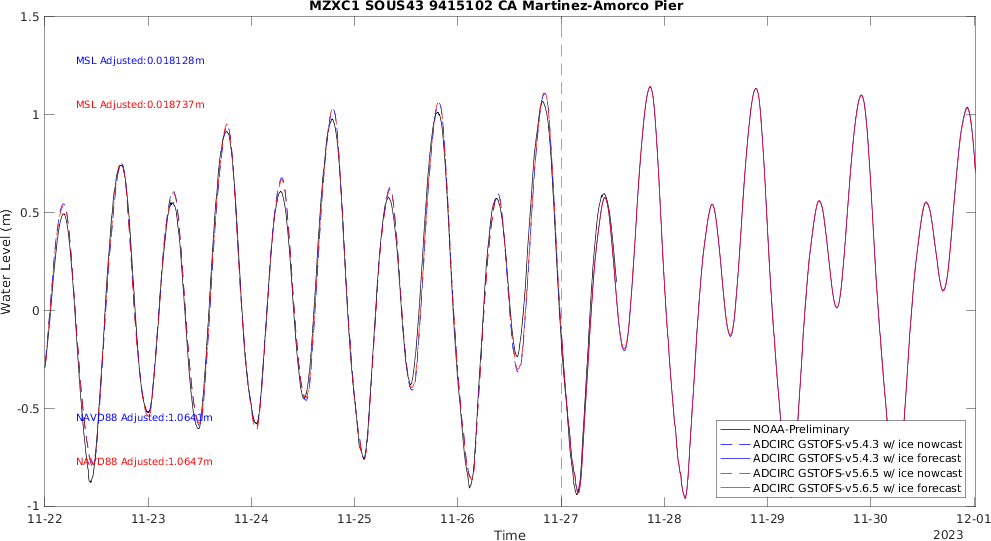 MZXC1 SOUS43 9415102 CA Martinez-Amorco Pier
1.5
MSL Adjusted:0.018128m
1
MSL Adjusted:0.018737m
0.5
Water Level (m)
0
-0.5
NAVD88 Adjusted:1.0641m
NOAA-Preliminary
ADCIRC GSTOFS-v5.4.3 w/ ice nowcast
ADCIRC GSTOFS-v5.4.3 w/ ice forecast
NAVD88 Adjusted:1.0647m
ADCIRC GSTOFS-v5.6.5 w/ ice nowcast
ADCIRC GSTOFS-v5.6.5 w/ ice forecast
-1
11-22 11-23 11-24 11-25 11-26 11-27 11-28 11-29 11-30 12-01
Time
2023